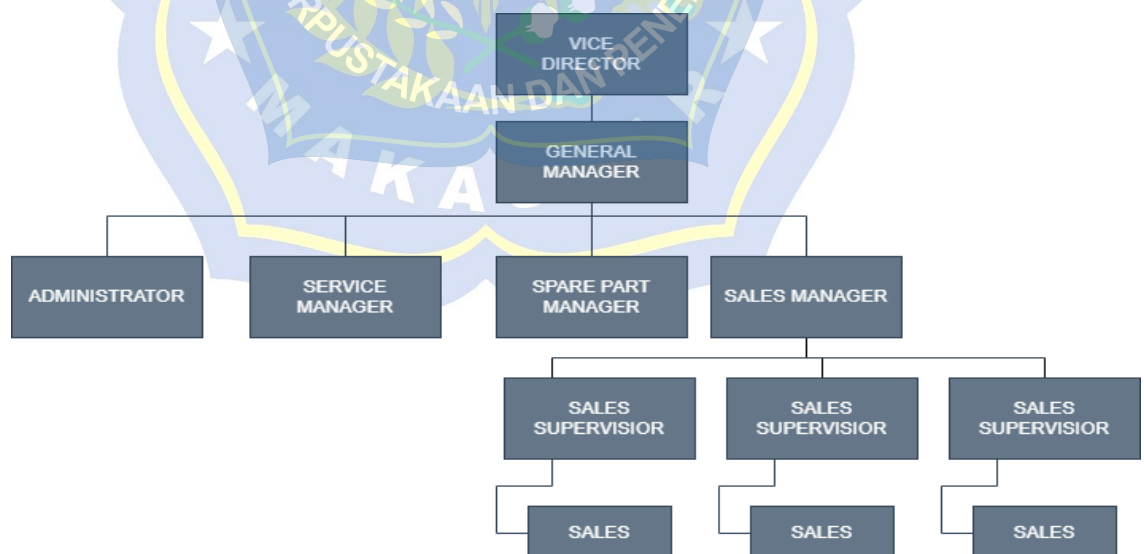 VICE
DIRECTOR
GENERAL
MANAGER
ADMINISTRATOR
SERVICE
MANAGER
SPARE PART
MANAGER
SALES MANAGER
SALES
SUPERVISIOR
SALES
SUPERVISIOR
SALES
SUPERVISIOR
SALES
SALES
SALES